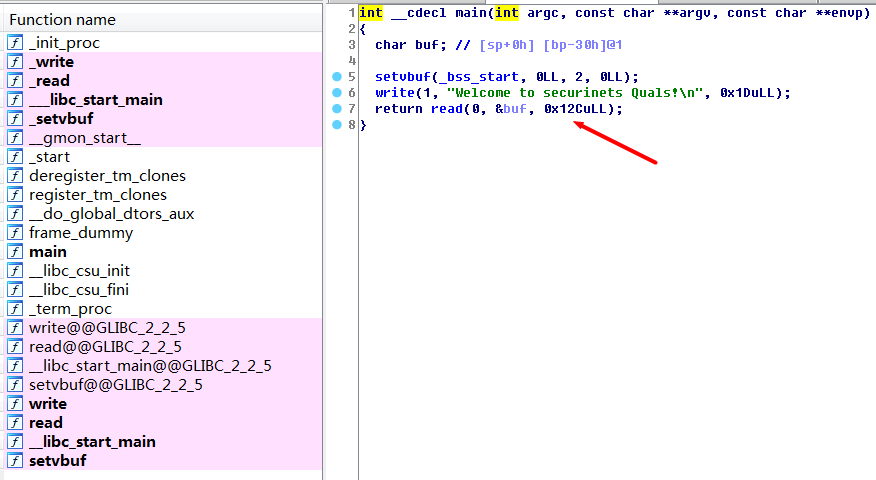 Function name
f _init_proc
f _write
f _read
f ___libc_start_main
f _setvbuf
f __gmon_start__
f _start
f deregister_tm_clones
f register_tm_clones
f __do_global_dtors_aux
f frame_dummy
f main
f __libc_csu_init
f __libc_csu_fini
f _term_proc
f write@@GLIBC_2_2_5
f read@@GLIBC_2_2_5
f __libc_start_main@@GLIBC_2_2_5
f setvbuf@@GLIBC_2_2_5
f write
f read
f __libc_start_main
f setvbuf
1 int __cdecl main(int argc, const char **argv, const char **envp)
2 {
3 char buf; // [sp+0h] [bp-30h]@1
4
5 setvbuf(_bss_start, 0LL, 2, 0LL);
6 write(1, "Welcome to securinets Quals!\n", 0x1DuLL);
7 return read(0, &buf, 0x12CuLL);
8 }